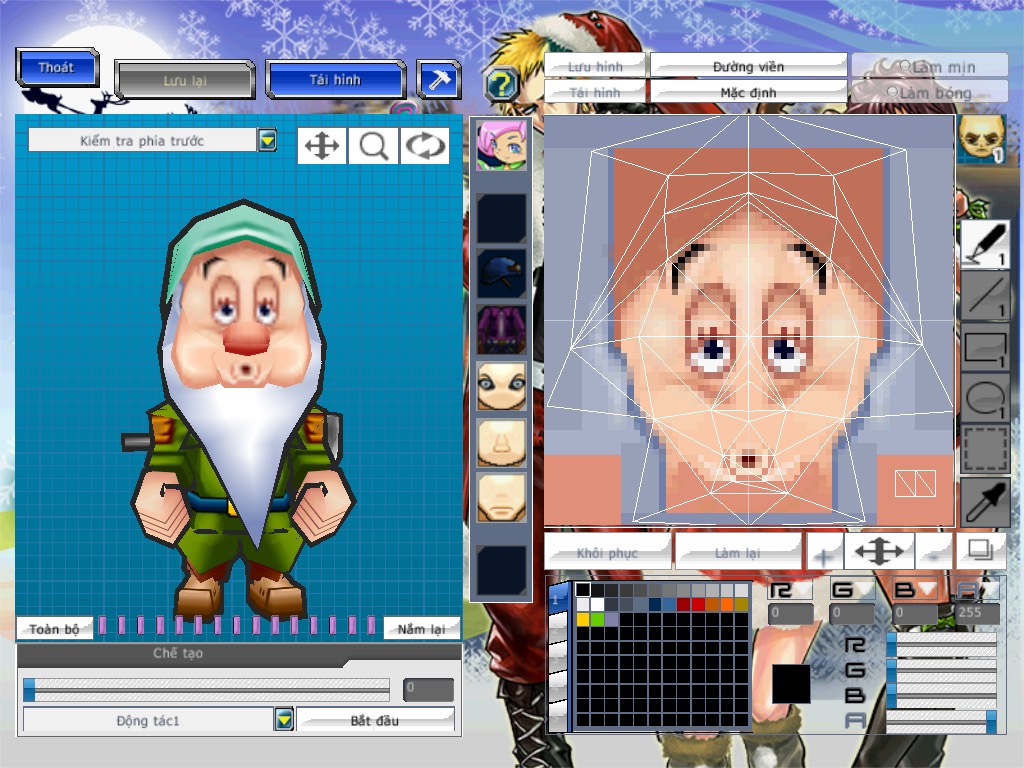 Thoát
Lưu lại
Tải hình
?
Lưu hình
Đường viền
Làm mịn
Tải hình
Mặc định
Làm bóng
Kiểm tra phía trước
1
1
1
1
1
Khôi phục
Làm lại
+
-
R
G
B
A
0
0
0
255
R
G
B
A
Toàn bộ
Nắm lại
Chế tạo
0
Động tác1
Bắt đầu